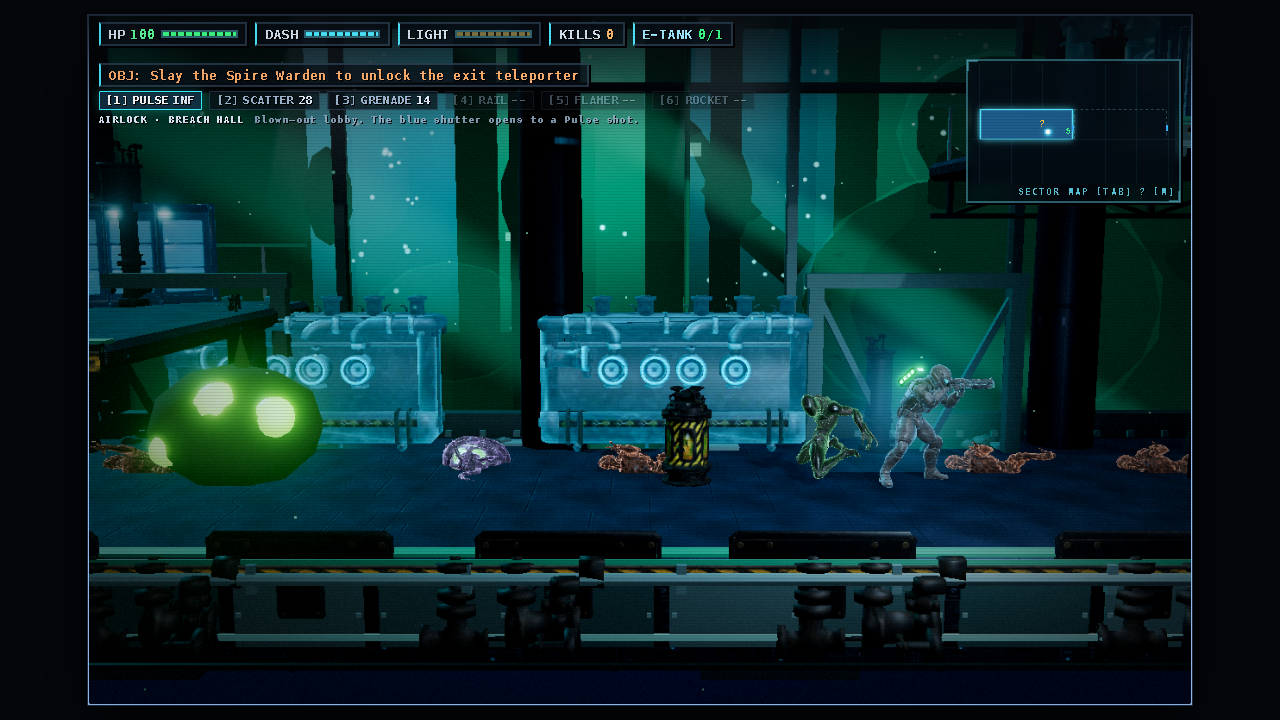 HP 100 DASH LIGHT KILLS 0 E-TANK 0/1
OBJ: Slay the Spire Warden to unlock the exit teleporter
[1] PULSE INF [2] SCATTER 28 [3] GRENADE 14 [4] RAIL -- [5] FLAMER -- [6] ROCKET --
AIRLOCK · BREACH HALL Blown-out lobby. The blue shutter opens to a Pulse shot.
?
S
SECTOR MAP [TAB] ? [M]